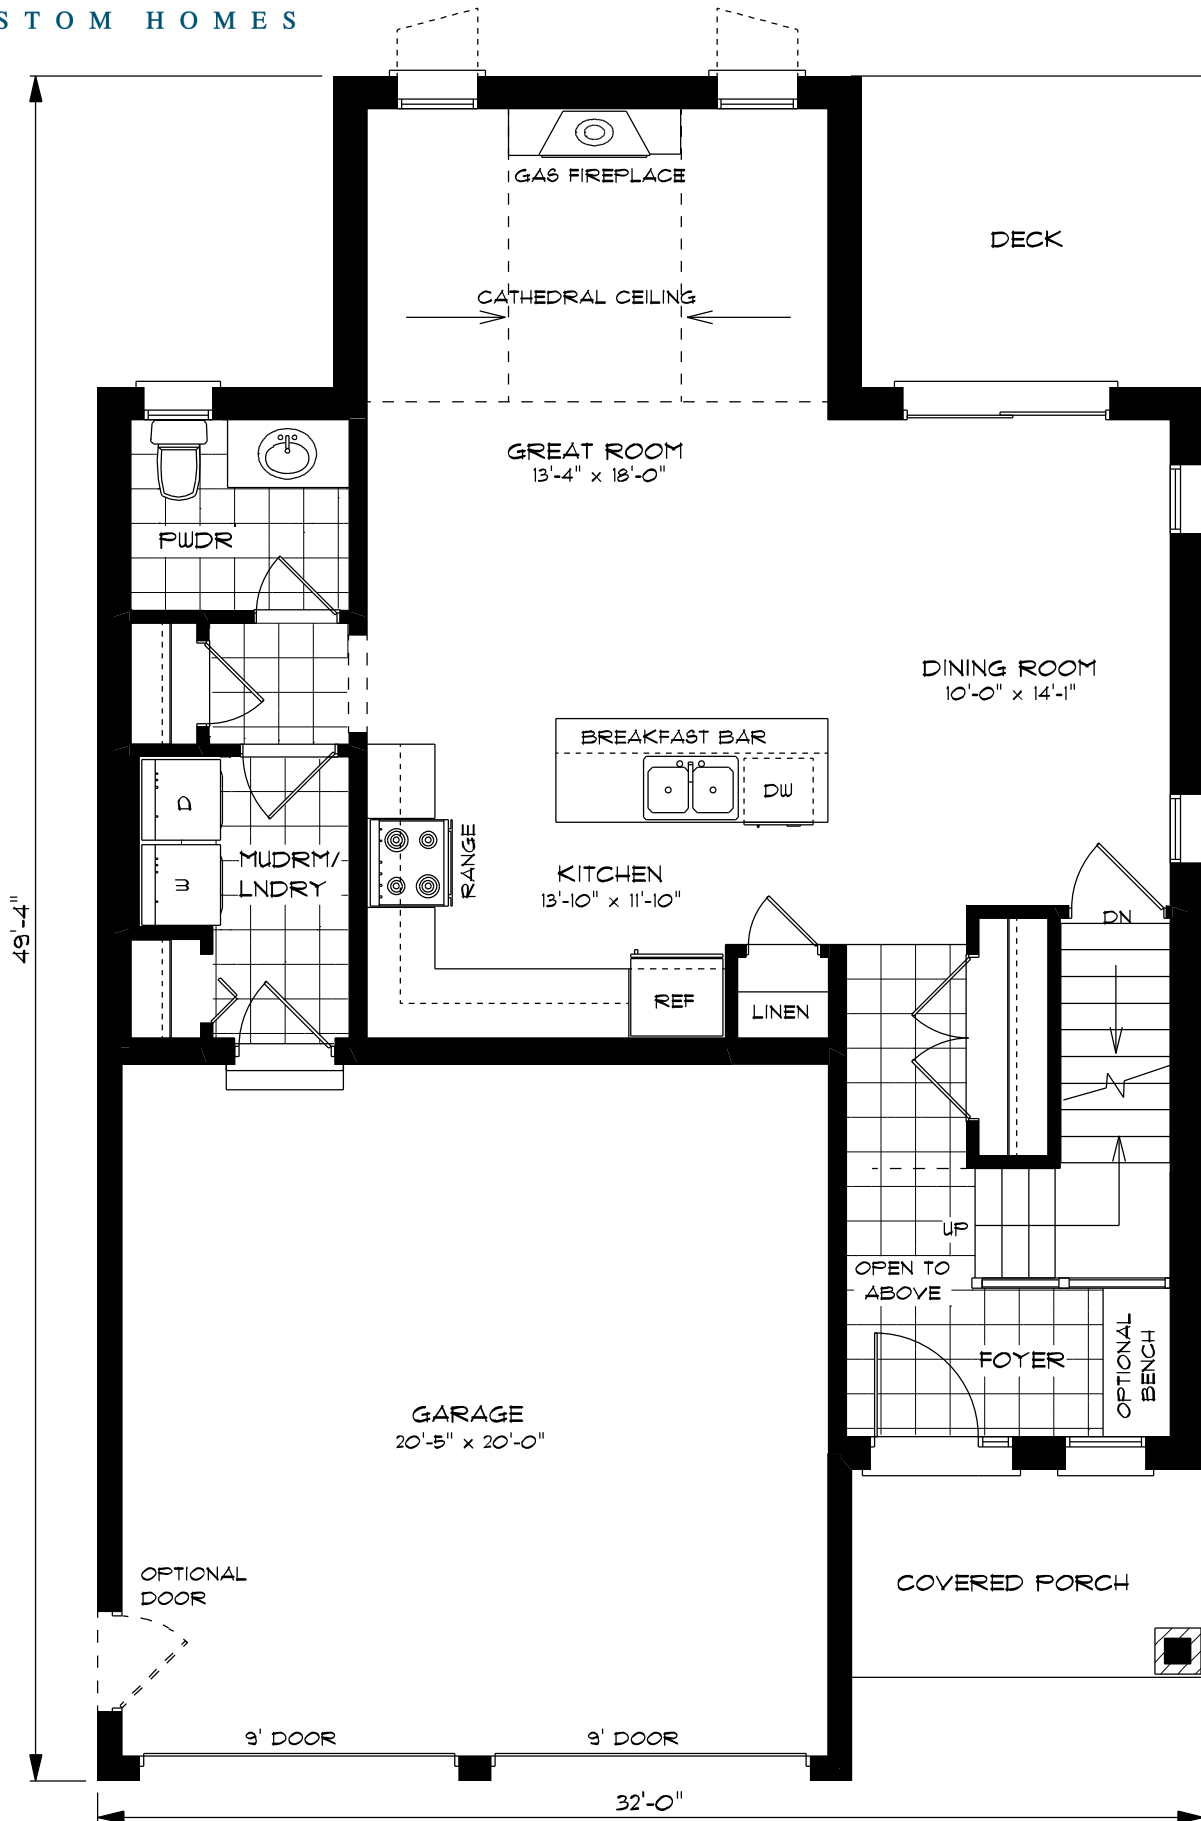 STOM HOMES
GAS FIREPLACE
DECK
CATHEDRAL CEILING
GREAT ROOM
13'-4" x 18'-0"
PWDR
DINING ROOM
10'-0" x 14'-1"
BREAKFAST BAR
DW
D
W
MUDRM/
LNDRY
RANGE
KITCHEN
13'-10" x 11'-10"
DN
49'-4"
REF
LINEN
UP
OPEN TO
ABOVE
FOYER
OPTIONAL
BENCH
GARAGE
20'-5" x 20'-0"
OPTIONAL
DOOR
COVERED PORCH
9' DOOR
9' DOOR
32'-0"